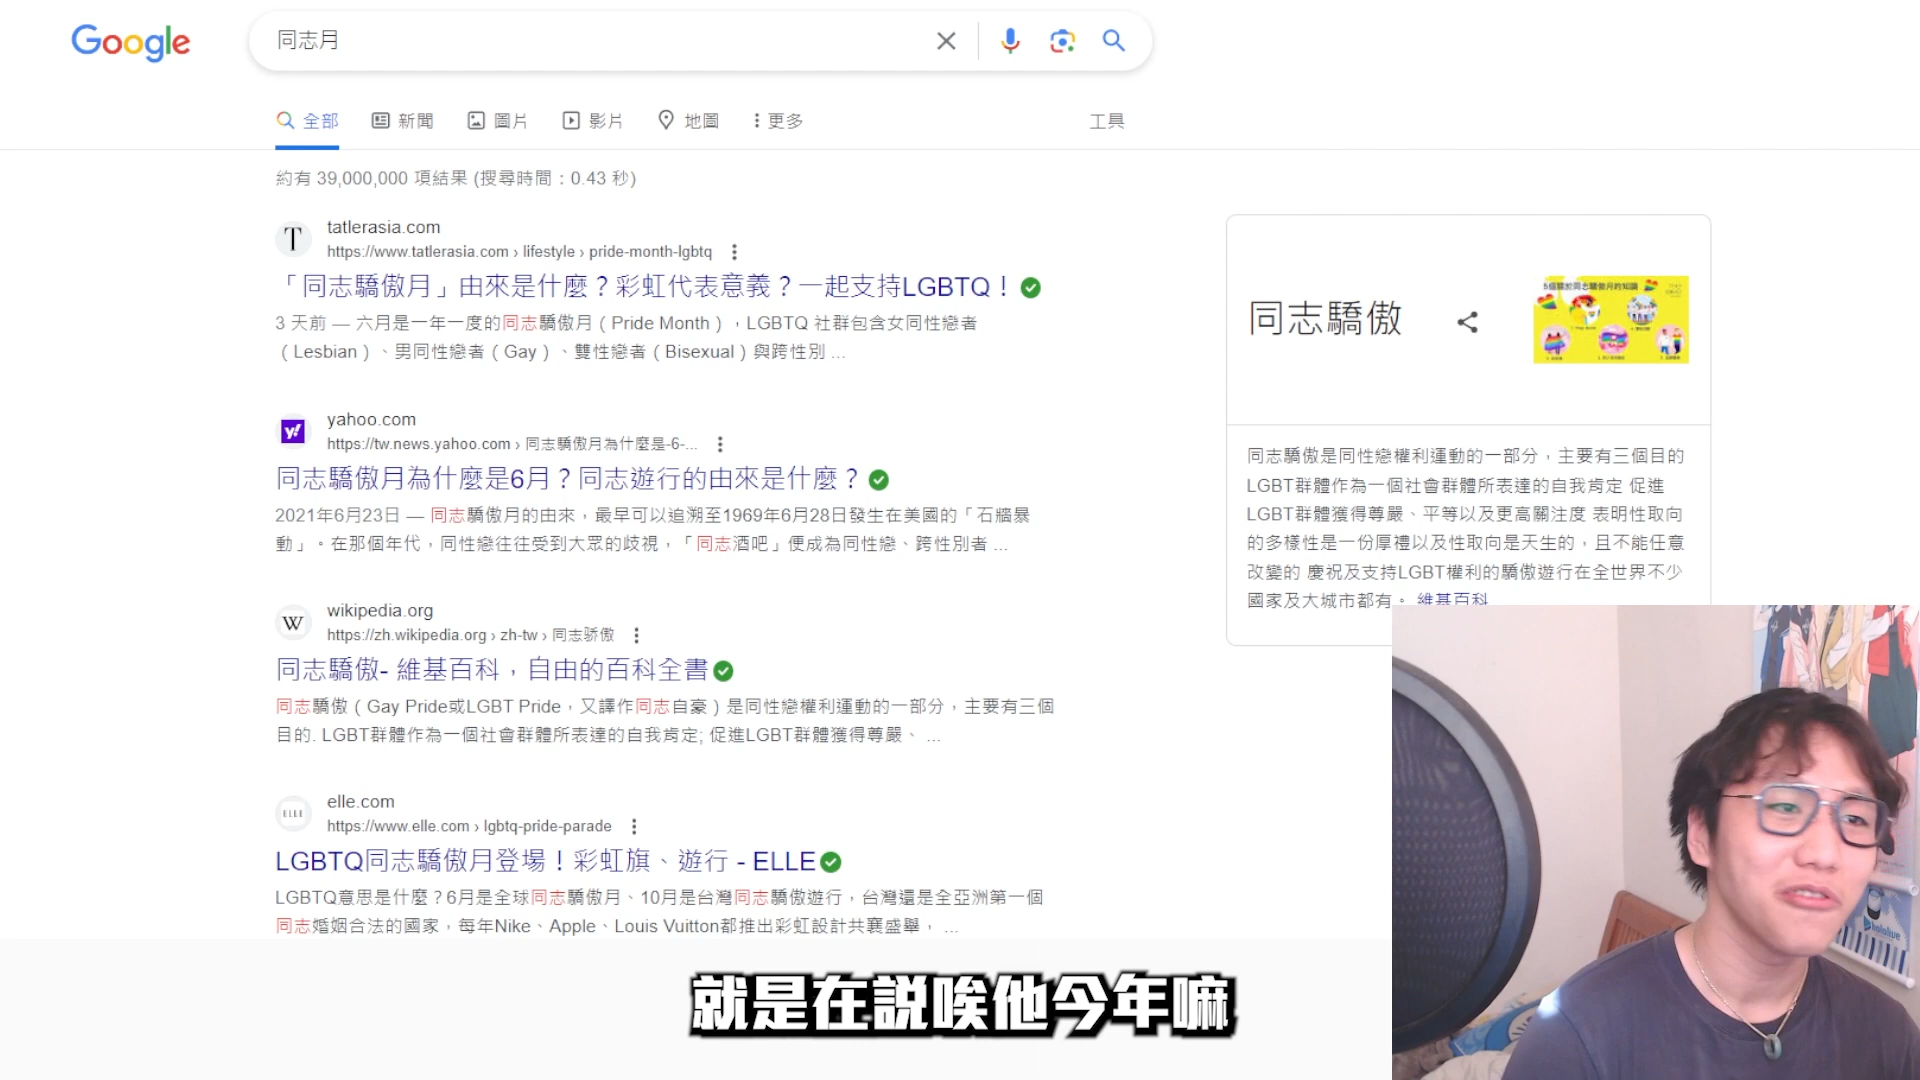 Google
同志月
全部
新聞
圖片
影片
地圖
更多
工具
約有 39,000,000 項結果 (搜尋時間：0.43 秒)
T
tatlerasia.com
https://www.tatlerasia.com › lifestyle › pride-month-lgbtq
「同志驕傲月」由來是什麼？彩虹代表意義？一起支持LGBTQ！
3 天前 — 六月是一年一度的同志驕傲月（Pride Month），LGBTQ 社群包含女同性戀者
（Lesbian）、男同性戀者（Gay）、雙性戀者（Bisexual）與跨性別 ...
y!
yahoo.com
https://tw.news.yahoo.com › 同志驕傲月為什麼是-6-...
同志驕傲月為什麼是6月？同志遊行的由來是什麼？
2021年6月23日 — 同志驕傲月的由來，最早可以追溯至1969年6月28日發生在美國的「石牆暴
動」。在那個年代，同性戀往往受到大眾的歧視，「同志酒吧」便成為同性戀、跨性別者 ...
W
wikipedia.org
https://zh.wikipedia.org › zh-tw › 同志骄傲
同志驕傲- 維基百科，自由的百科全書
同志驕傲（Gay Pride或LGBT Pride，又譯作同志自豪）是同性戀權利運動的一部分，主要有三個
目的. LGBT群體作為一個社會群體所表達的自我肯定; 促進LGBT群體獲得尊嚴、 ...
ELLE
elle.com
https://www.elle.com › lgbtq-pride-parade
LGBTQ同志驕傲月登場！彩虹旗、遊行 - ELLE
LGBTQ意思是什麼？6月是全球同志驕傲月、10月是台灣同志驕傲遊行，台灣還是全亞洲第一個
同志婚姻合法的國家，每年Nike、Apple、Louis Vuitton都推出彩虹設計共襄盛舉， ...
同志驕傲
5個關於同志驕傲月的知識
同志驕傲是同性戀權利運動的一部分，主要有三個目的
LGBT群體作為一個社會群體所表達的自我肯定 促進
LGBT群體獲得尊嚴、平等以及更高關注度 表明性取向
的多樣性是一份厚禮以及性取向是天生的，且不能任意
改變的 慶祝及支持LGBT權利的驕傲遊行在全世界不少
國家及大城市都有。 維基百科
hololive
就是在説唉他今年嘛